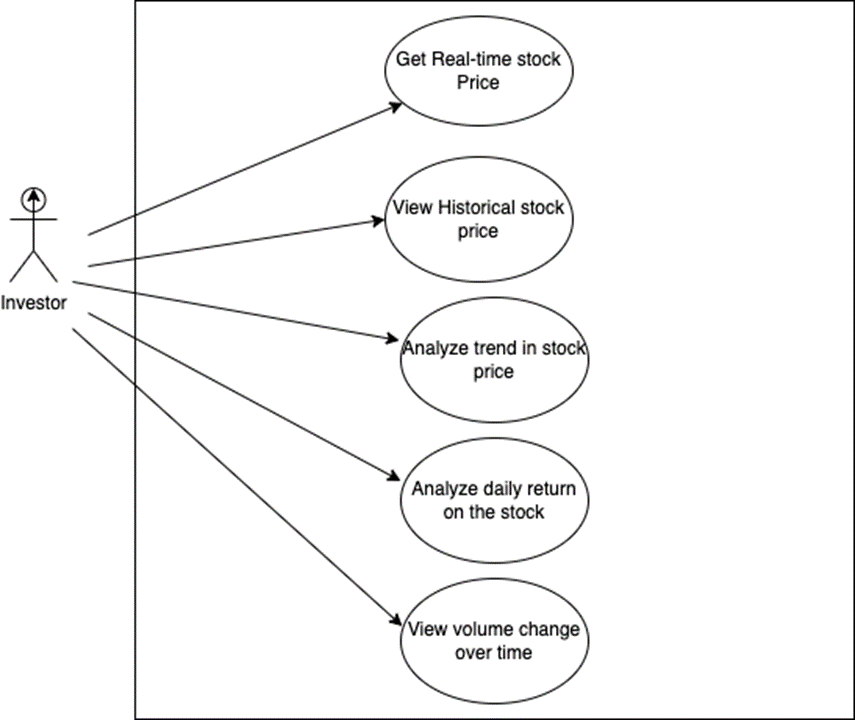 Get Real-time stock
Price
View Historical stock
price
Investor
Analyze trend in stock
price
Analyze daily return
on the stock
View volume change
over time